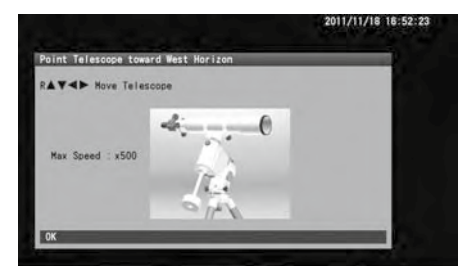 2011/11/18 16:52:23
Point Telescope toward West Horizon
R▲▼◀▶ Move Telescope
Max Speed : x500
OK